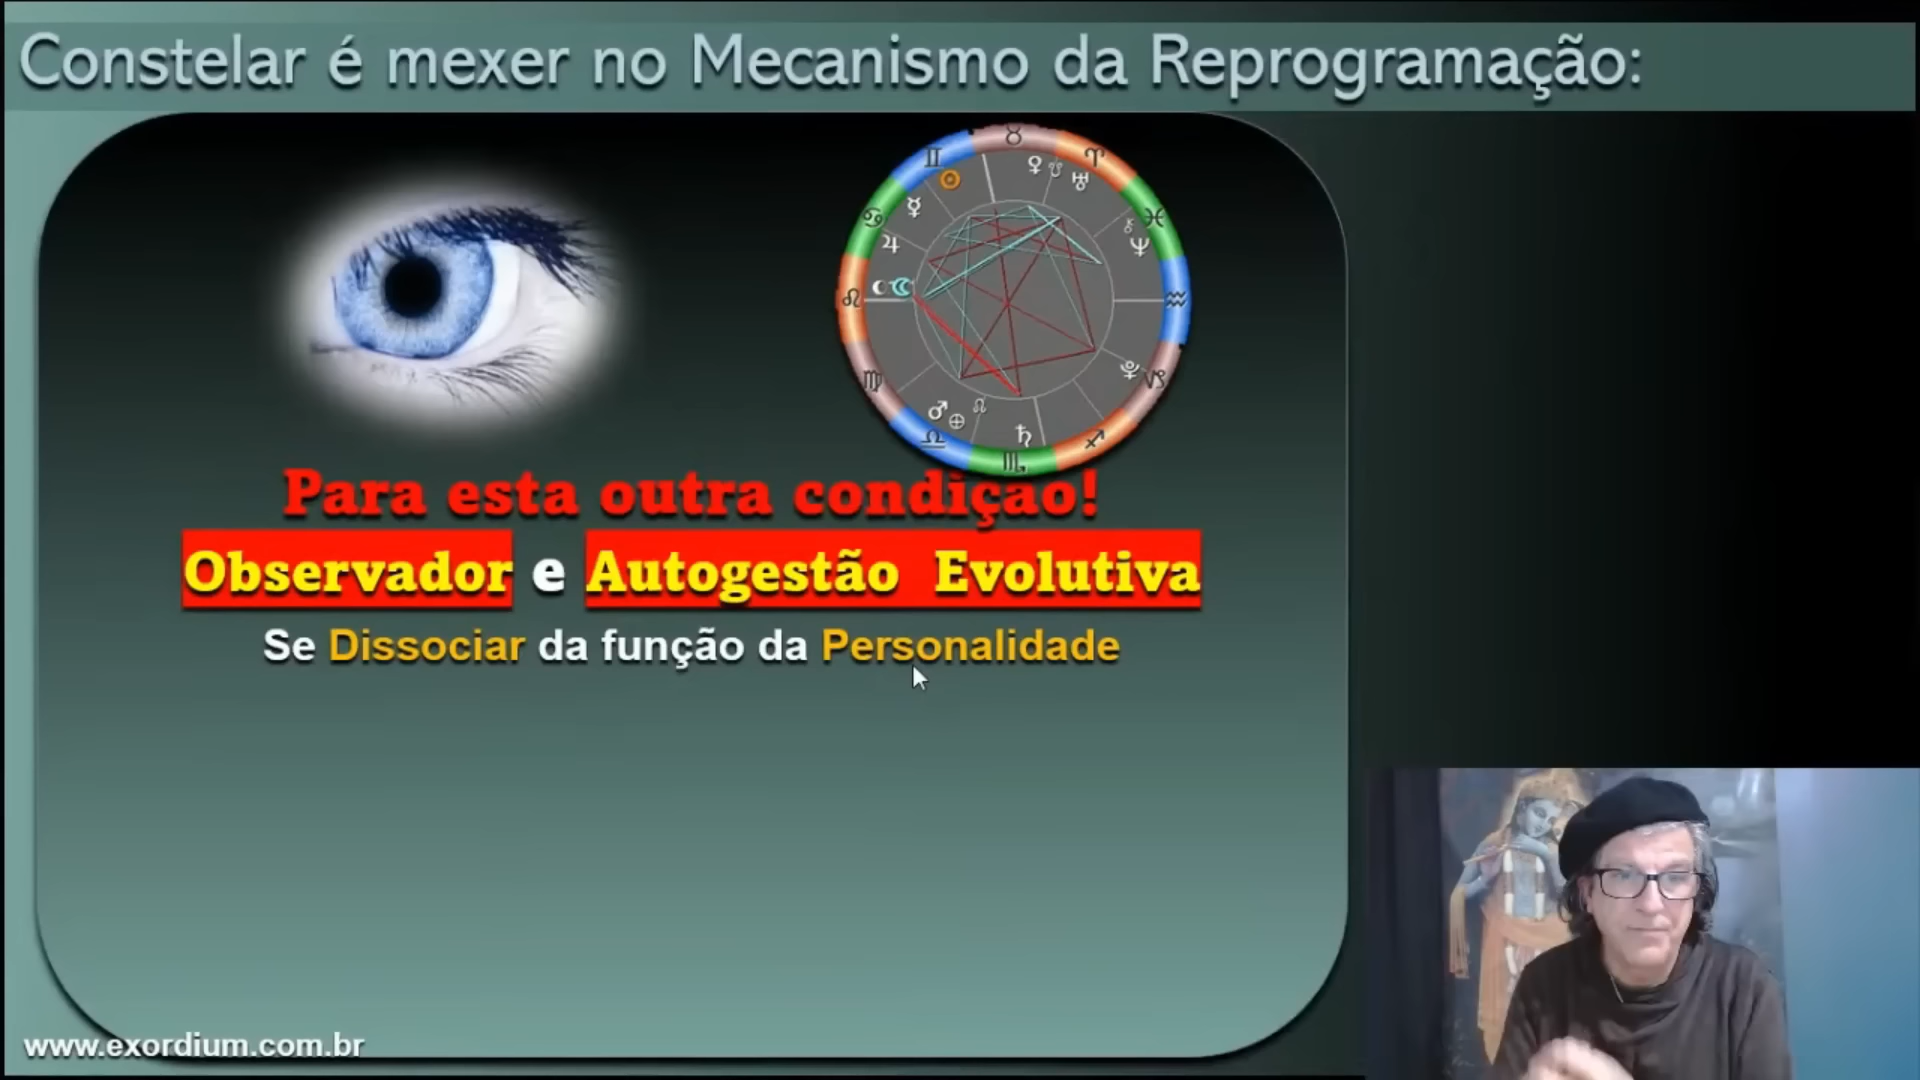 Constelar é mexer no Mecanismo da Reprogramação:
Para esta outra condição!
Observador e Autogestão Evolutiva
Se Dissociar da função da Personalidade
www.exordium.com.br